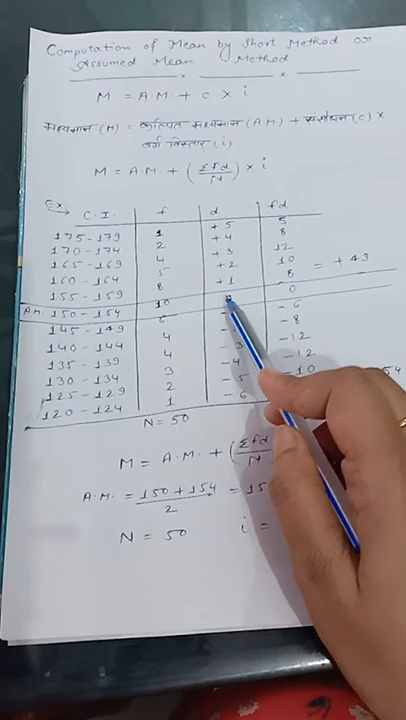 Computation of Mean by Short Method or
Assumed Mean Method
M = A.M. + C × i
मध्यमान (M) = कल्पित मध्यमान (A.M.) + संशोधन (C) ×
वर्ग विस्तार (i)
M = A.M. + (Σfd/N) × i
Ex. C.I. f d fd
175-179 1 +5 5
170-174 2 +4 8
165-169 4 +3 12
160-164 5 +2 10
155-159 8 +1 8 = +43
A.M. 150-154 10 0
145-149 6 -6
140-144 4 -8
135-139 4 -3 -12
130-134 3 -4 -12
125-129 2 -5 -10 54
120-124 1 -6
N = 50
M = A.M. + (Σfd/N
A.M. = 150+154/2 = 15
N = 50 i =